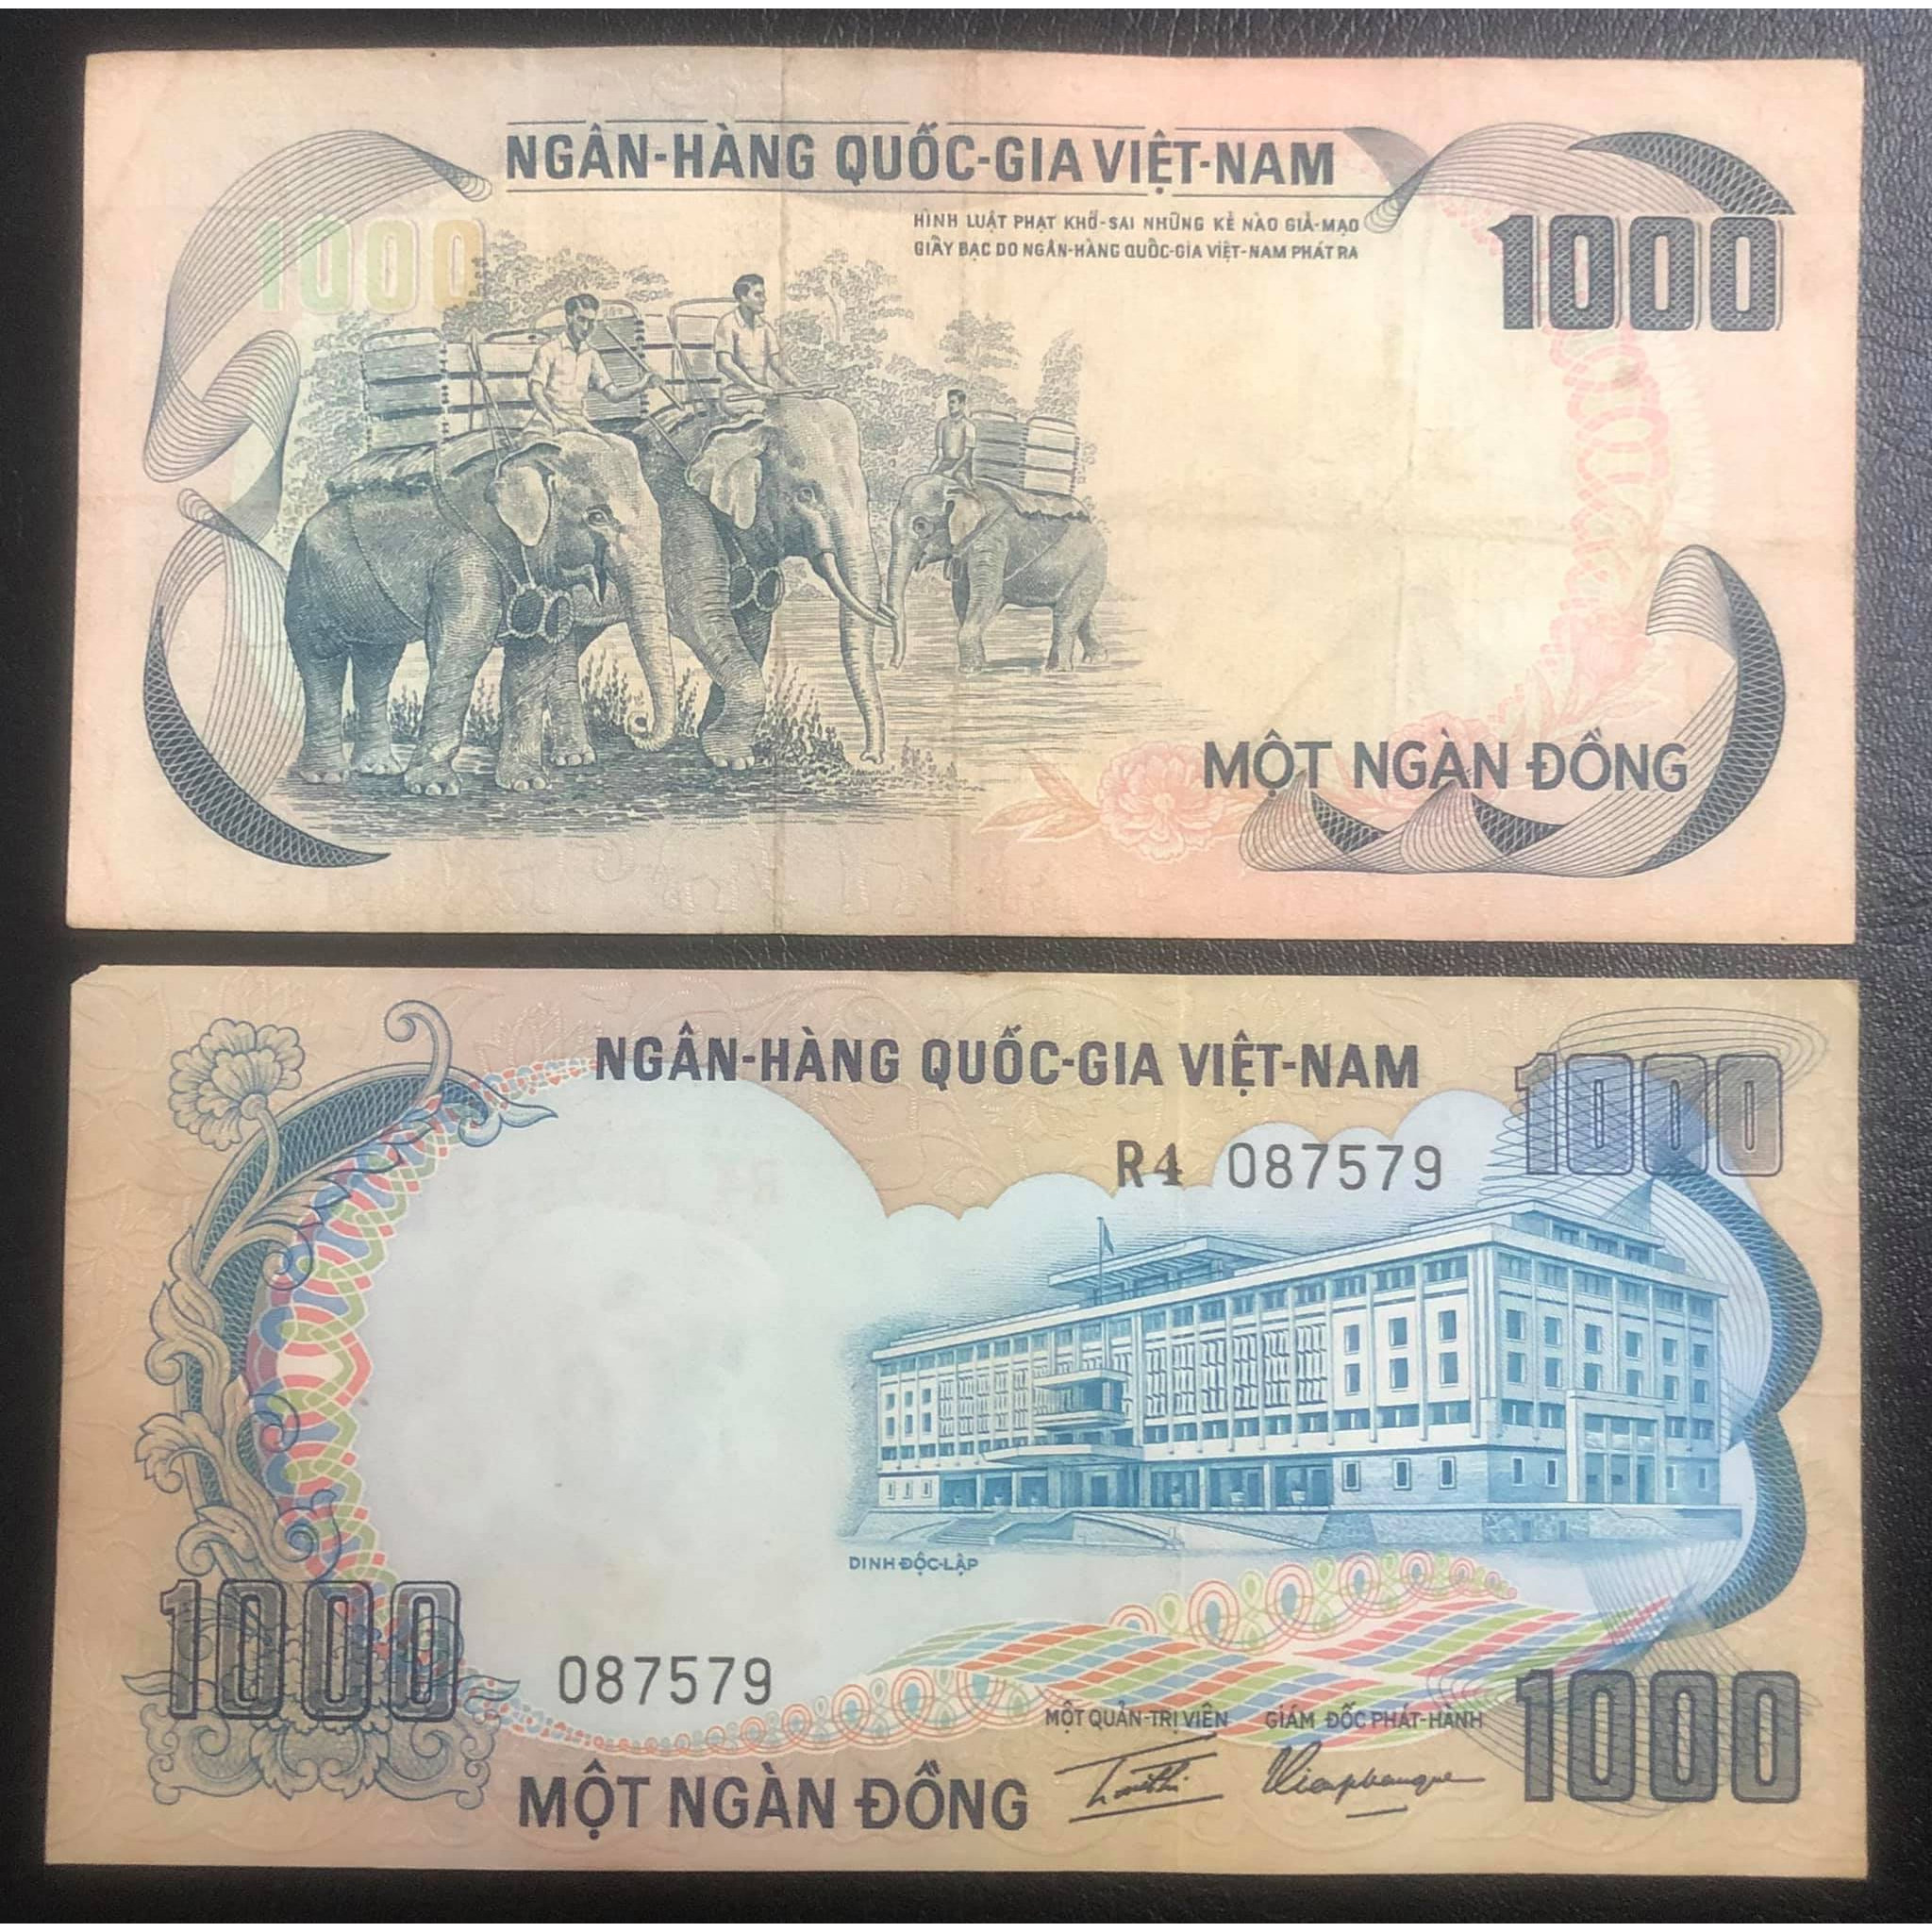 NGÂN-HÀNG QUỐC-GIA VIỆT-NAM
HÌNH LUẬT PHẠT KHỔ-SAI NHỮNG KẺ NÀO GIẢ-MẠO
GIẤY BẠC DO NGÂN-HÀNG QUỐC-GIA VIỆT-NAM PHÁT RA
1000
1000
MỘT NGÀN ĐỒNG
NGÂN-HÀNG QUỐC-GIA VIỆT-NAM
1000
R4 087579
DINH ĐỘC-LẬP
1000
087579
MỘT QUẢN-TRỊ VIÊN GIÁM ĐỐC PHÁT-HÀNH
1000
MỘT NGÀN ĐỒNG